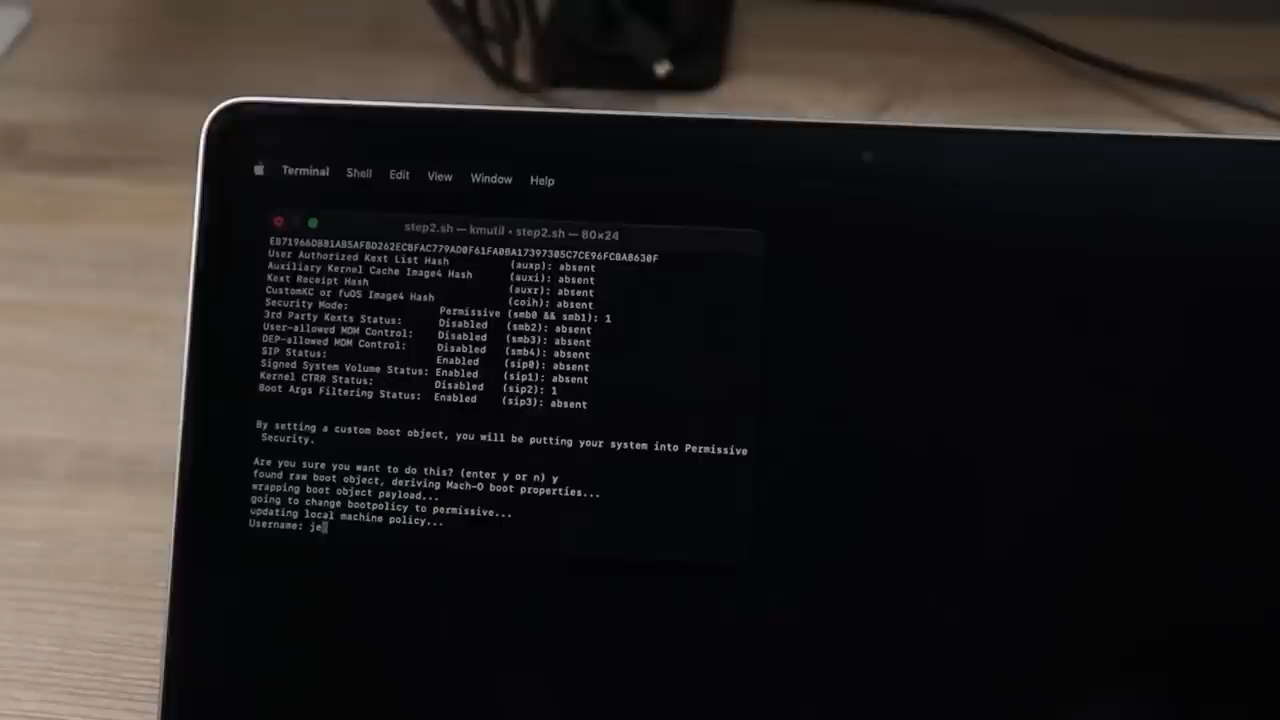 Terminal Shell Edit View Window Help
step2.sh — kmutil • step2.sh — 80×24
EB71966DB81AB5AFBD262ECBFAC779AD0F61FA0BA17397305C7CE96FCBA8630F
User Authorized Kext List Hash (auxp): absent
Auxiliary Kernel Cache Image4 Hash (auxi): absent
Kext Receipt Hash (auxr): absent
CustomKC or fuOS Image4 Hash (coih): absent
Security Mode: Permissive (smb0 && smb1): 1
3rd Party Kexts Status: Disabled (smb2): absent
User-allowed MDM Control: Disabled (smb3): absent
DEP-allowed MDM Control: Disabled (smb4): absent
SIP Status: Enabled (sip0): absent
Signed System Volume Status: Enabled (sip1): absent
Kernel CTRR Status: Disabled (sip2): 1
Boot Args Filtering Status: Enabled (sip3): absent
By setting a custom boot object, you will be putting your system into Permissive
Security.
Are you sure you want to do this? (enter y or n) y
found raw boot object, deriving Mach-O boot properties...
wrapping boot object payload...
going to change bootpolicy to permissive...
updating local machine policy...
Username: je